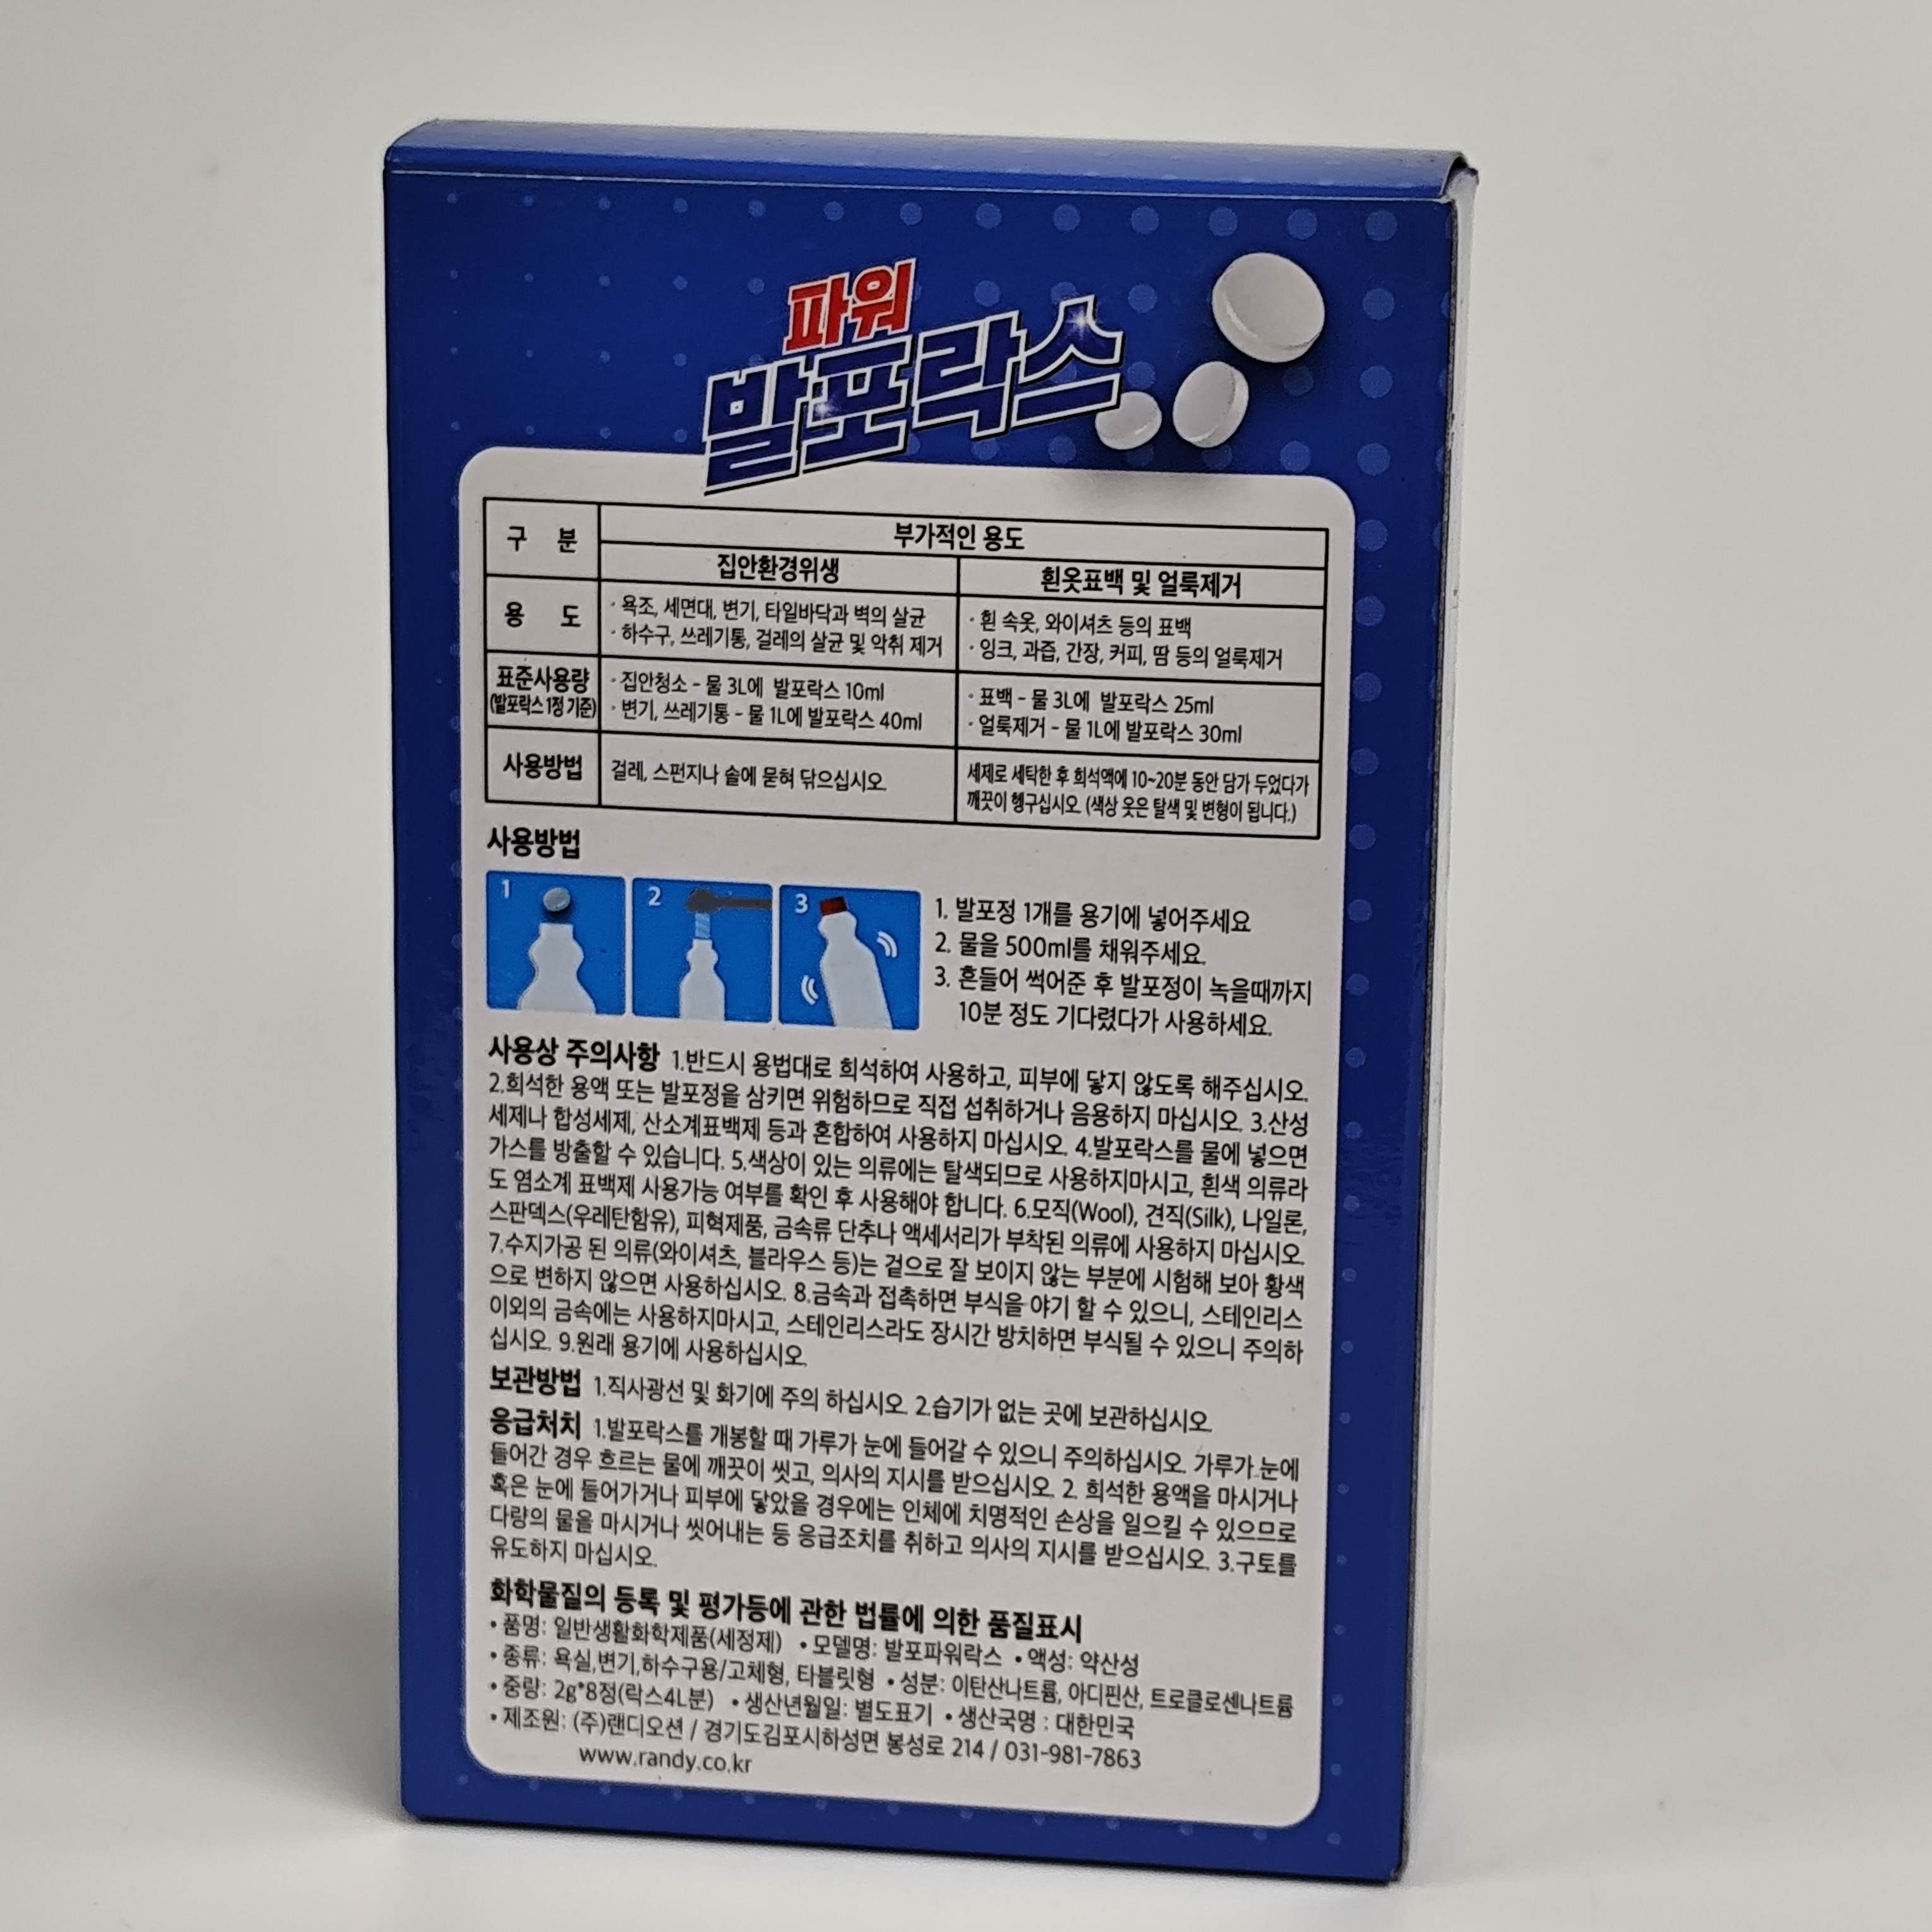 파워
발포락스
구 분
부가적인 용도
집안환경위생
흰옷표백 및 얼룩제거
용 도
· 욕조, 세면대, 변기, 타일바닥과 벽의 살균
· 하수구, 쓰레기통, 걸레의 살균 및 악취 제거
· 흰 속옷, 와이셔츠 등의 표백
· 잉크, 과즙, 간장, 커피, 땀 등의 얼룩제거
표준사용량
(발포락스 1정 기준)
· 집안청소 - 물 3L에 발포락스 10ml
· 변기, 쓰레기통 - 물 1L에 발포락스 40ml
· 표백 - 물 3L에 발포락스 25ml
· 얼룩제거 - 물 1L에 발포락스 30ml
사용방법
걸레, 스펀지나 솔에 묻혀 닦으십시오.
세제로 세탁한 후 희석액에 10~20분 동안 담가 두었다가
깨끗이 헹구십시오. (색상 옷은 탈색 및 변형이 됩니다.)
사용방법
1
2
3
1. 발포정 1개를 용기에 넣어주세요
2. 물을 500ml를 채워주세요.
3. 흔들어 썩어준 후 발포정이 녹을때까지
10분 정도 기다렸다가 사용하세요.
사용상 주의사항 1.반드시 용법대로 희석하여 사용하고, 피부에 닿지 않도록 해주십시오.
2.희석한 용액 또는 발포정을 삼키면 위험하므로 직접 섭취하거나 음용하지 마십시오. 3.산성
세제나 합성세제, 산소계표백제 등과 혼합하여 사용하지 마십시오. 4.발포락스를 물에 넣으면
가스를 방출할 수 있습니다. 5.색상이 있는 의류에는 탈색되므로 사용하지마시고, 흰색 의류라
도 염소계 표백제 사용가능 여부를 확인 후 사용해야 합니다. 6.모직(Wool), 견직(Silk), 나일론,
스판덱스(우레탄함유), 피혁제품, 금속류 단추나 액세서리가 부착된 의류에 사용하지 마십시오.
7.수지가공 된 의류(와이셔츠, 블라우스 등)는 겉으로 잘 보이지 않는 부분에 시험해 보아 황색
으로 변하지 않으면 사용하십시오. 8.금속과 접촉하면 부식을 야기 할 수 있으니, 스테인리스
이외의 금속에는 사용하지마시고, 스테인리스라도 장시간 방치하면 부식될 수 있으니 주의하
십시오. 9.원래 용기에 사용하십시오.
보관방법 1.직사광선 및 화기에 주의 하십시오. 2.습기가 없는 곳에 보관하십시오.
응급처치 1.발포락스를 개봉할 때 가루가 눈에 들어갈 수 있으니 주의하십시오. 가루가 눈에
들어간 경우 흐르는 물에 깨끗이 씻고, 의사의 지시를 받으십시오. 2. 희석한 용액을 마시거나
혹은 눈에 들어가거나 피부에 닿았을 경우에는 인체에 치명적인 손상을 일으킬 수 있으므로
다량의 물을 마시거나 씻어내는 등 응급조치를 취하고 의사의 지시를 받으십시오. 3.구토를
유도하지 마십시오.
화학물질의 등록 및 평가등에 관한 법률에 의한 품질표시
• 품명: 일반생활화학제품(세정제) • 모델명: 발포파워락스 • 액성: 약산성
• 종류: 욕실,변기,하수구용/고체형, 타블릿형 • 성분: 이탄산나트륨, 아디핀산, 트로클로센나트륨
• 중량: 2g*8정(락스4L분) • 생산년월일: 별도표기 • 생산국명 : 대한민국
• 제조원: (주)랜디오션 / 경기도김포시하성면 봉성로 214 / 031-981-7863
www.randy.co.kr